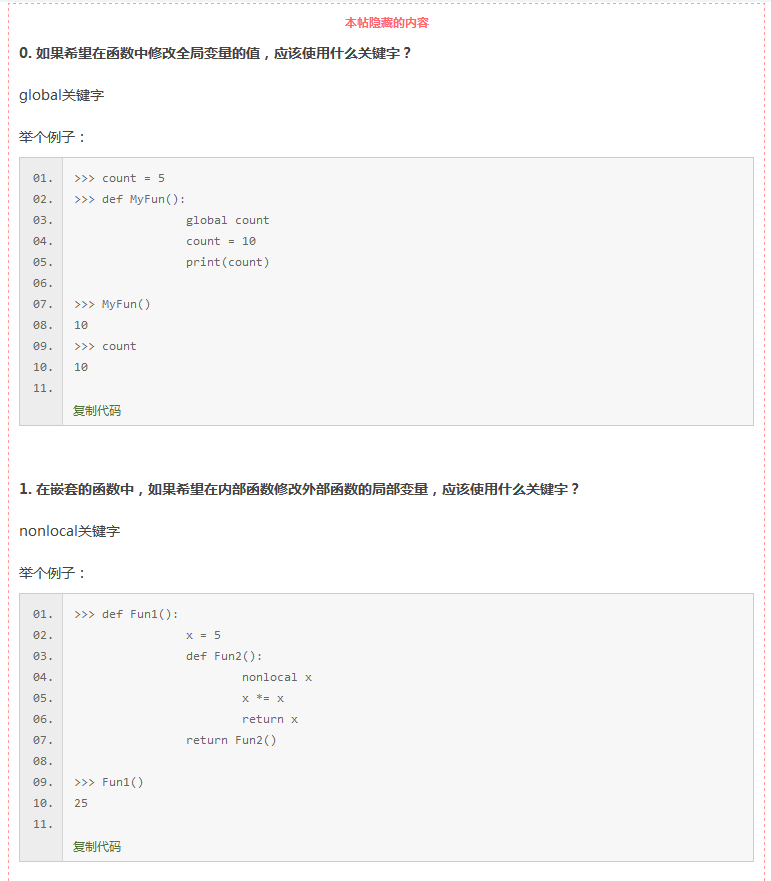 本帖隐藏的内容
0. 如果希望在函数中修改全局变量的值，应该使用什么关键字？
global关键字
举个例子：
01. >>> count = 5
02. >>> def MyFun():
03.                 global count
04.                 count = 10
05.                 print(count)
06.
07. >>> MyFun()
08. 10
09. >>> count
10. 10
11.
复制代码
1. 在嵌套的函数中，如果希望在内部函数修改外部函数的局部变量，应该使用什么关键字？
nonlocal关键字
举个例子：
01. >>> def Fun1():
02.                 x = 5
03.                 def Fun2():
04.                         nonlocal x
05.                         x *= x
06.                         return x
07.                 return Fun2()
08.
09. >>> Fun1()
10. 25
11.
复制代码